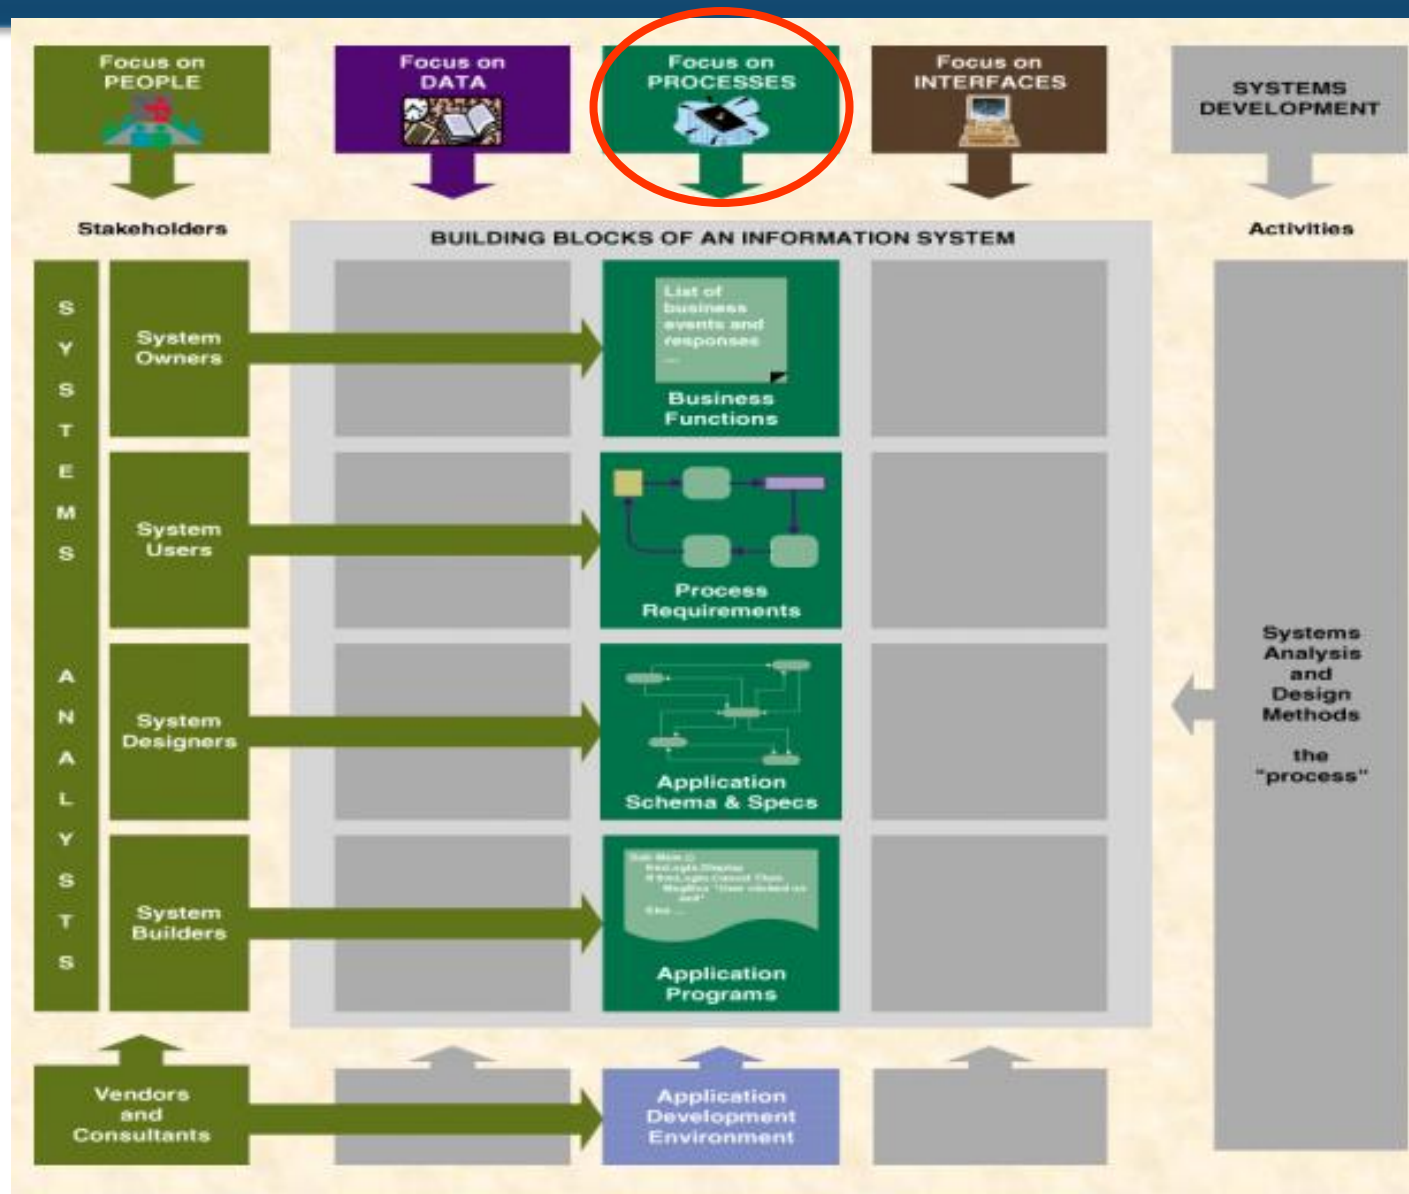 Focus on
PEOPLE
Focus on
DATA
Focus on
PROCESSES
Focus on
INTERFACES
SYSTEMS
DEVELOPMENT
Stakeholders
BUILDING BLOCKS OF AN INFORMATION SYSTEM
Activities
SYSTEMS ANALYSTS
System
Owners
List of
business
events and
responses
...
Business
Functions
System
Users
Process
Requirements
System
Designers
Application
Schema & Specs
System
Builders
Application
Programs
Systems
Analysis
and
Design
Methods
the
"process"
Vendors
and
Consultants
Application
Development
Environment